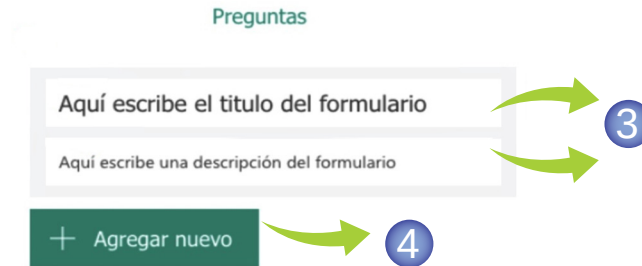 Preguntas
Aquí escribe el titulo del formulario
3
Aquí escribe una descripción del formulario
+ Agregar nuevo
4